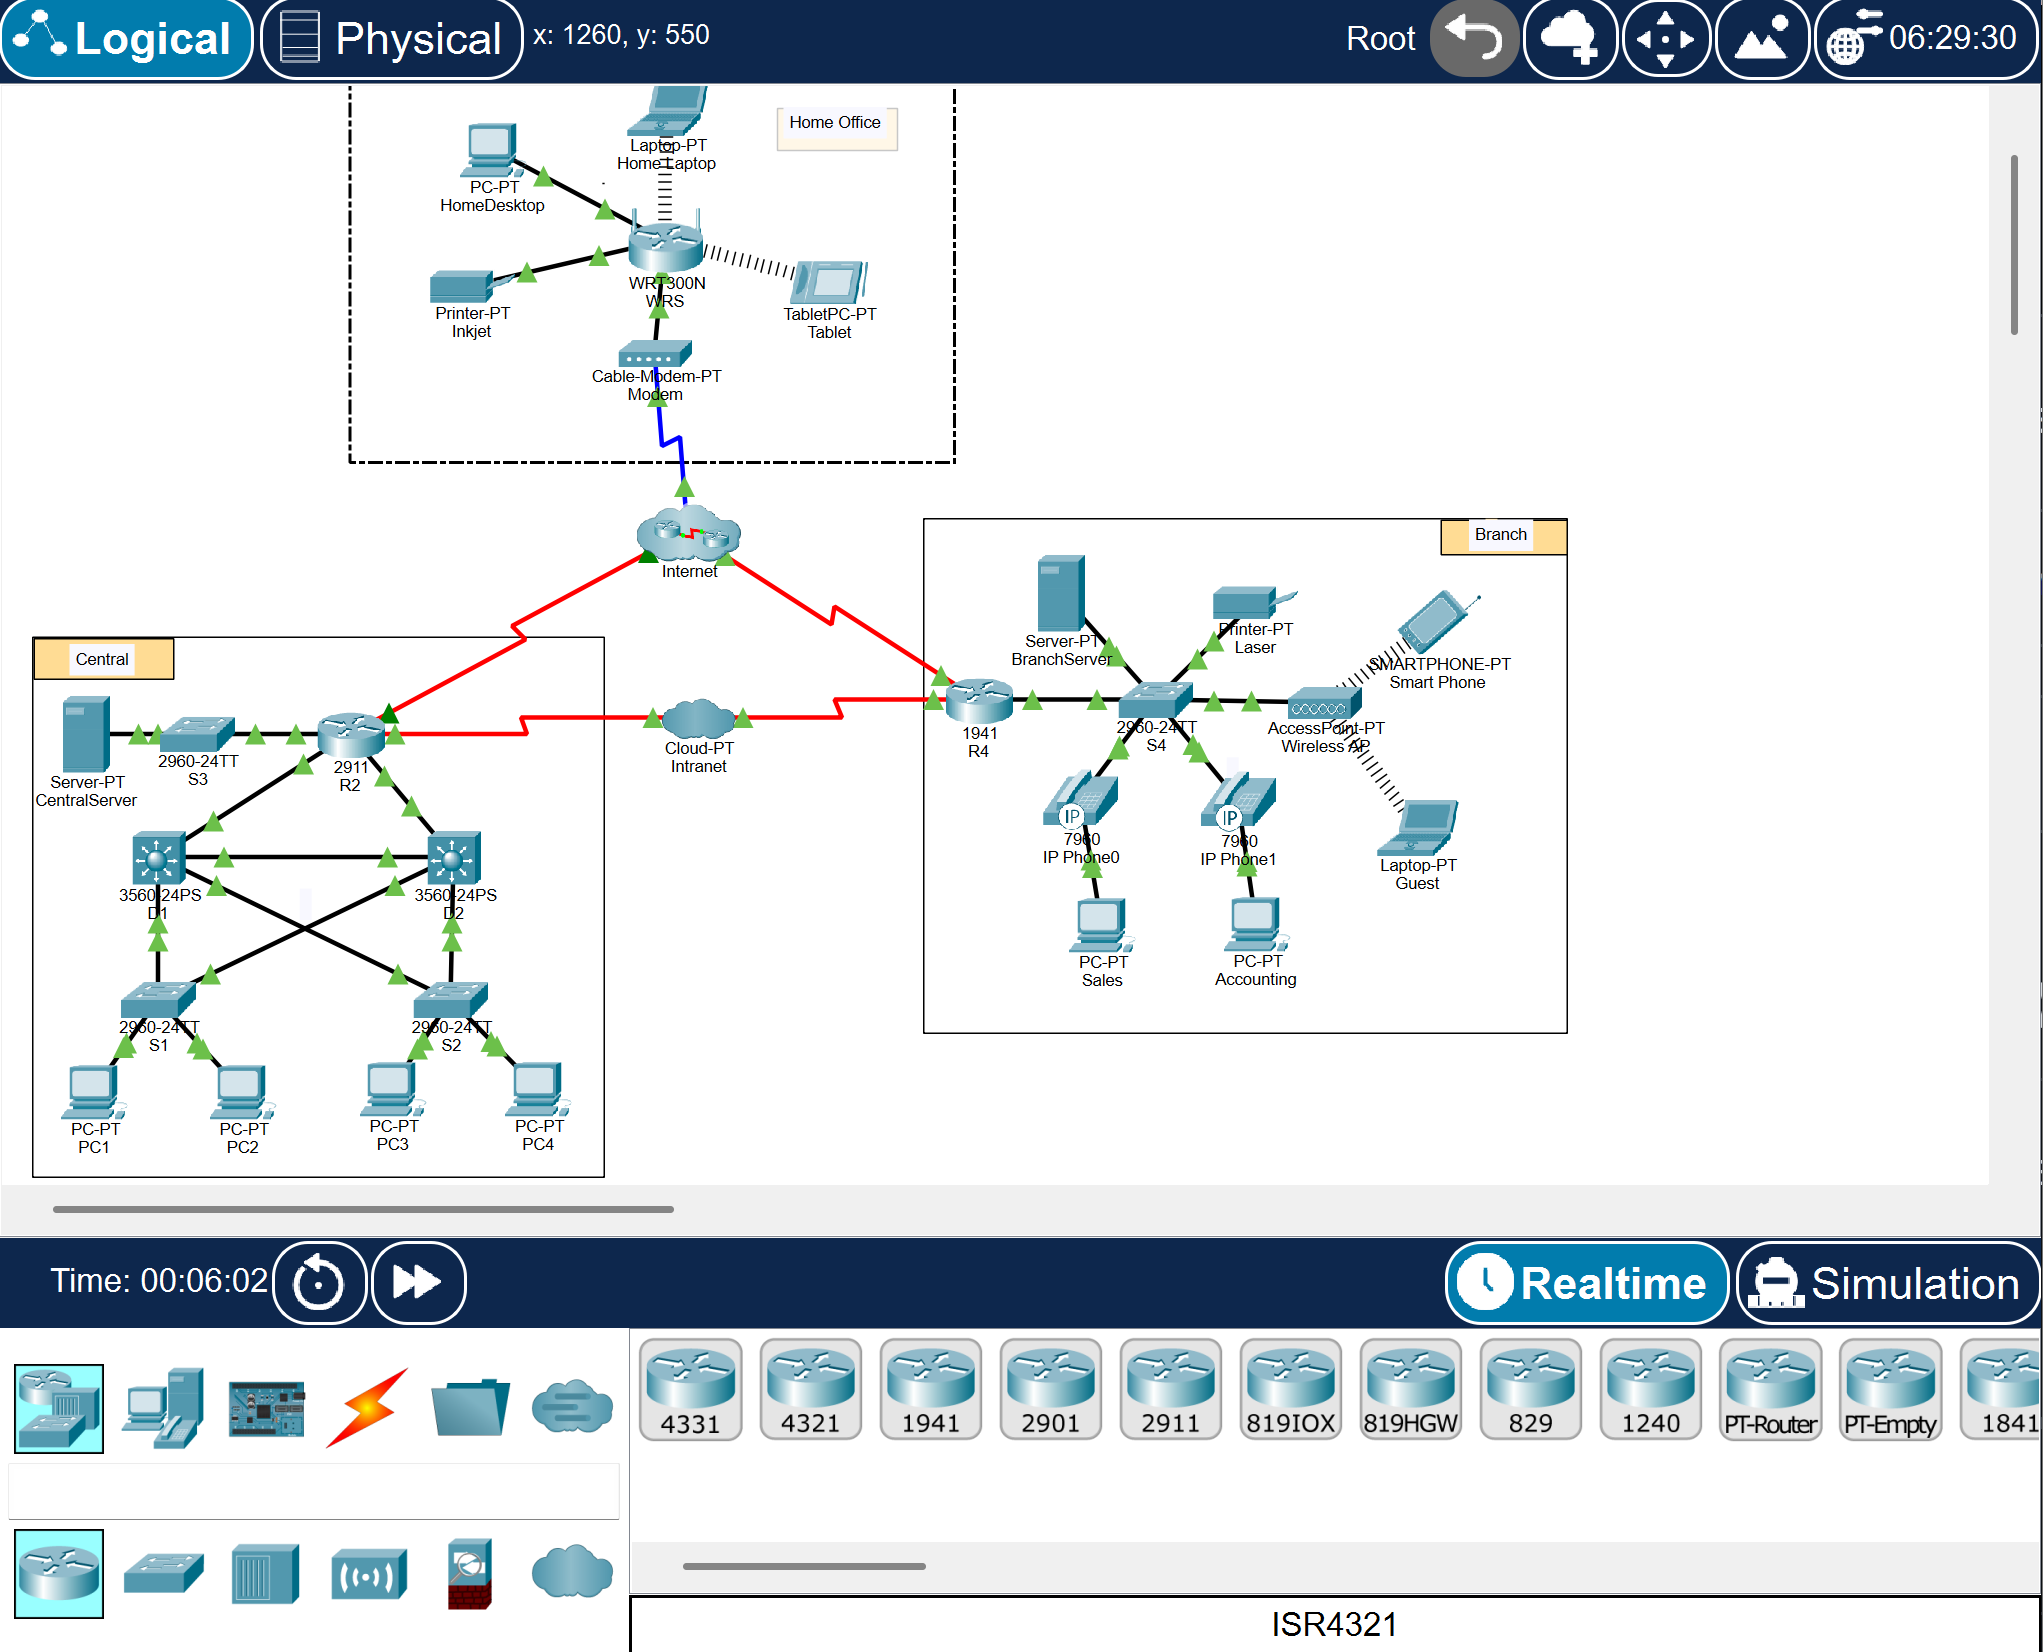 Logical
Physical
x: 1260, y: 550
Root
06:29:30
Home Office
Laptop-PT
Home Laptop
PC-PT
HomeDesktop
WRT300N
WRS
Printer-PT
Inkjet
TabletPC-PT
Tablet
Cable-Modem-PT
Modem
Internet
Branch
Server-PT
BranchServer
Printer-PT
Laser
SMARTPHONE-PT
Smart Phone
Central
Server-PT
CentralServer
2960-24TT
S3
2911
R2
Cloud-PT
Intranet
1941
R4
2960-24TT
S4
AccessPoint-PT
Wireless AP
IP
7960
IP Phone0
IP
7960
IP Phone1
Laptop-PT
Guest
3560-24PS
D1
3560-24PS
D2
PC-PT
Sales
PC-PT
Accounting
2960-24TT
S1
2950-24TT
S2
PC-PT
PC1
PC-PT
PC2
PC-PT
PC3
PC-PT
PC4
Time: 00:06:02
Realtime
Simulation
4331
4321
1941
2901
2911
819IOX
819HGW
829
1240
PT-Router
PT-Empty
1841
ISR4321